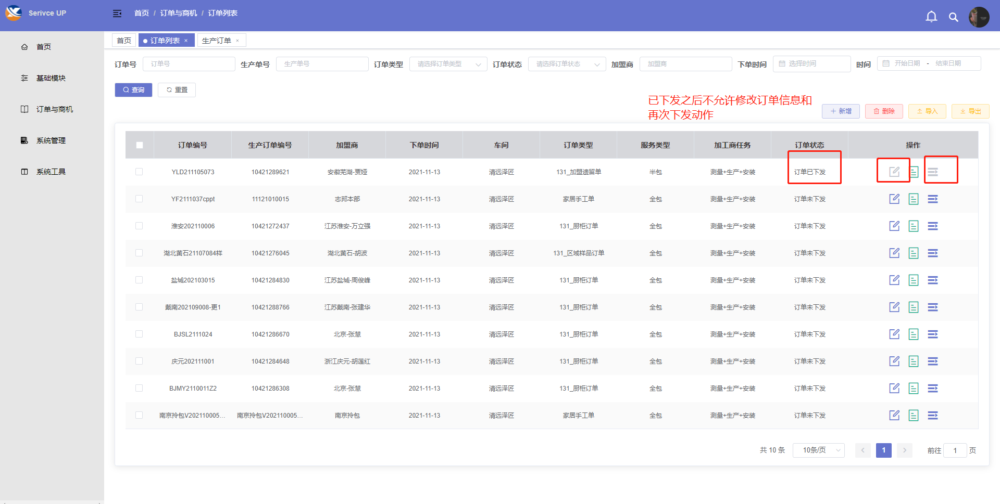 Serivce UP
首页 / 订单与商机 / 订单列表
首页
基础模块
订单与商机
系统管理
系统工具
首页 订单列表 × 生产订单 ×
订单号 订单号 生产单号 生产单号 订单类型 请选择订单类型 订单状态 请选择订单状态 加盟商 加盟商 下单时间 选择时间 时间 开始日期 - 结束日期
查询 重置
已下发之后不允许修改订单信息和
再次下发动作
新增 删除 导入 导出
订单编号 生产订单编号 加盟商 下单时间 车间 订单类型 服务类型 加工商任务 订单状态 操作
YLD211105073 10421289621 安徽芜湖-贾娅 2021-11-13 清远泽匠 131_加盟遗留单 半包 测量+生产+安装 订单已下发
YF2111037cppt 11121010015 志邦本部 2021-11-13 清远泽匠 家居手工单 全包 测量+生产+安装 订单未下发
淮安202110006 10421272437 江苏淮安-万立强 2021-11-13 清远泽匠 131_厨柜订单 全包 测量+生产+安装 订单未下发
湖北黄石21107084样 10421276045 湖北黄石-胡波 2021-11-13 清远泽匠 131_区域样品订单 全包 测量+生产+安装 订单未下发
盐城202103015 10421284830 江苏盐城-周俊峰 2021-11-13 清远泽匠 131_厨柜订单 全包 测量+生产+安装 订单未下发
戴南202109008-更1 10421288766 江苏戴南-张建华 2021-11-13 清远泽匠 131_厨柜订单 全包 测量+生产+安装 订单未下发
BJSL2111024 10421286670 北京-张慧 2021-11-13 清远泽匠 131_厨柜订单 全包 测量+生产+安装 订单未下发
庆元202111001 10421284648 浙江庆元-胡莲红 2021-11-13 清远泽匠 131_厨柜订单 全包 测量+生产+安装 订单未下发
BJMY2110011Z2 10421286308 北京-张慧 2021-11-13 清远泽匠 131_厨柜订单 全包 测量+生产+安装 订单未下发
南京拎包V202110005... 南京拎包V202110005... 南京拎包 2021-11-13 清远泽匠 家居手工单 全包 测量+生产+安装 订单未下发
共 10 条 10条/页 < 1 > 前往 1 页